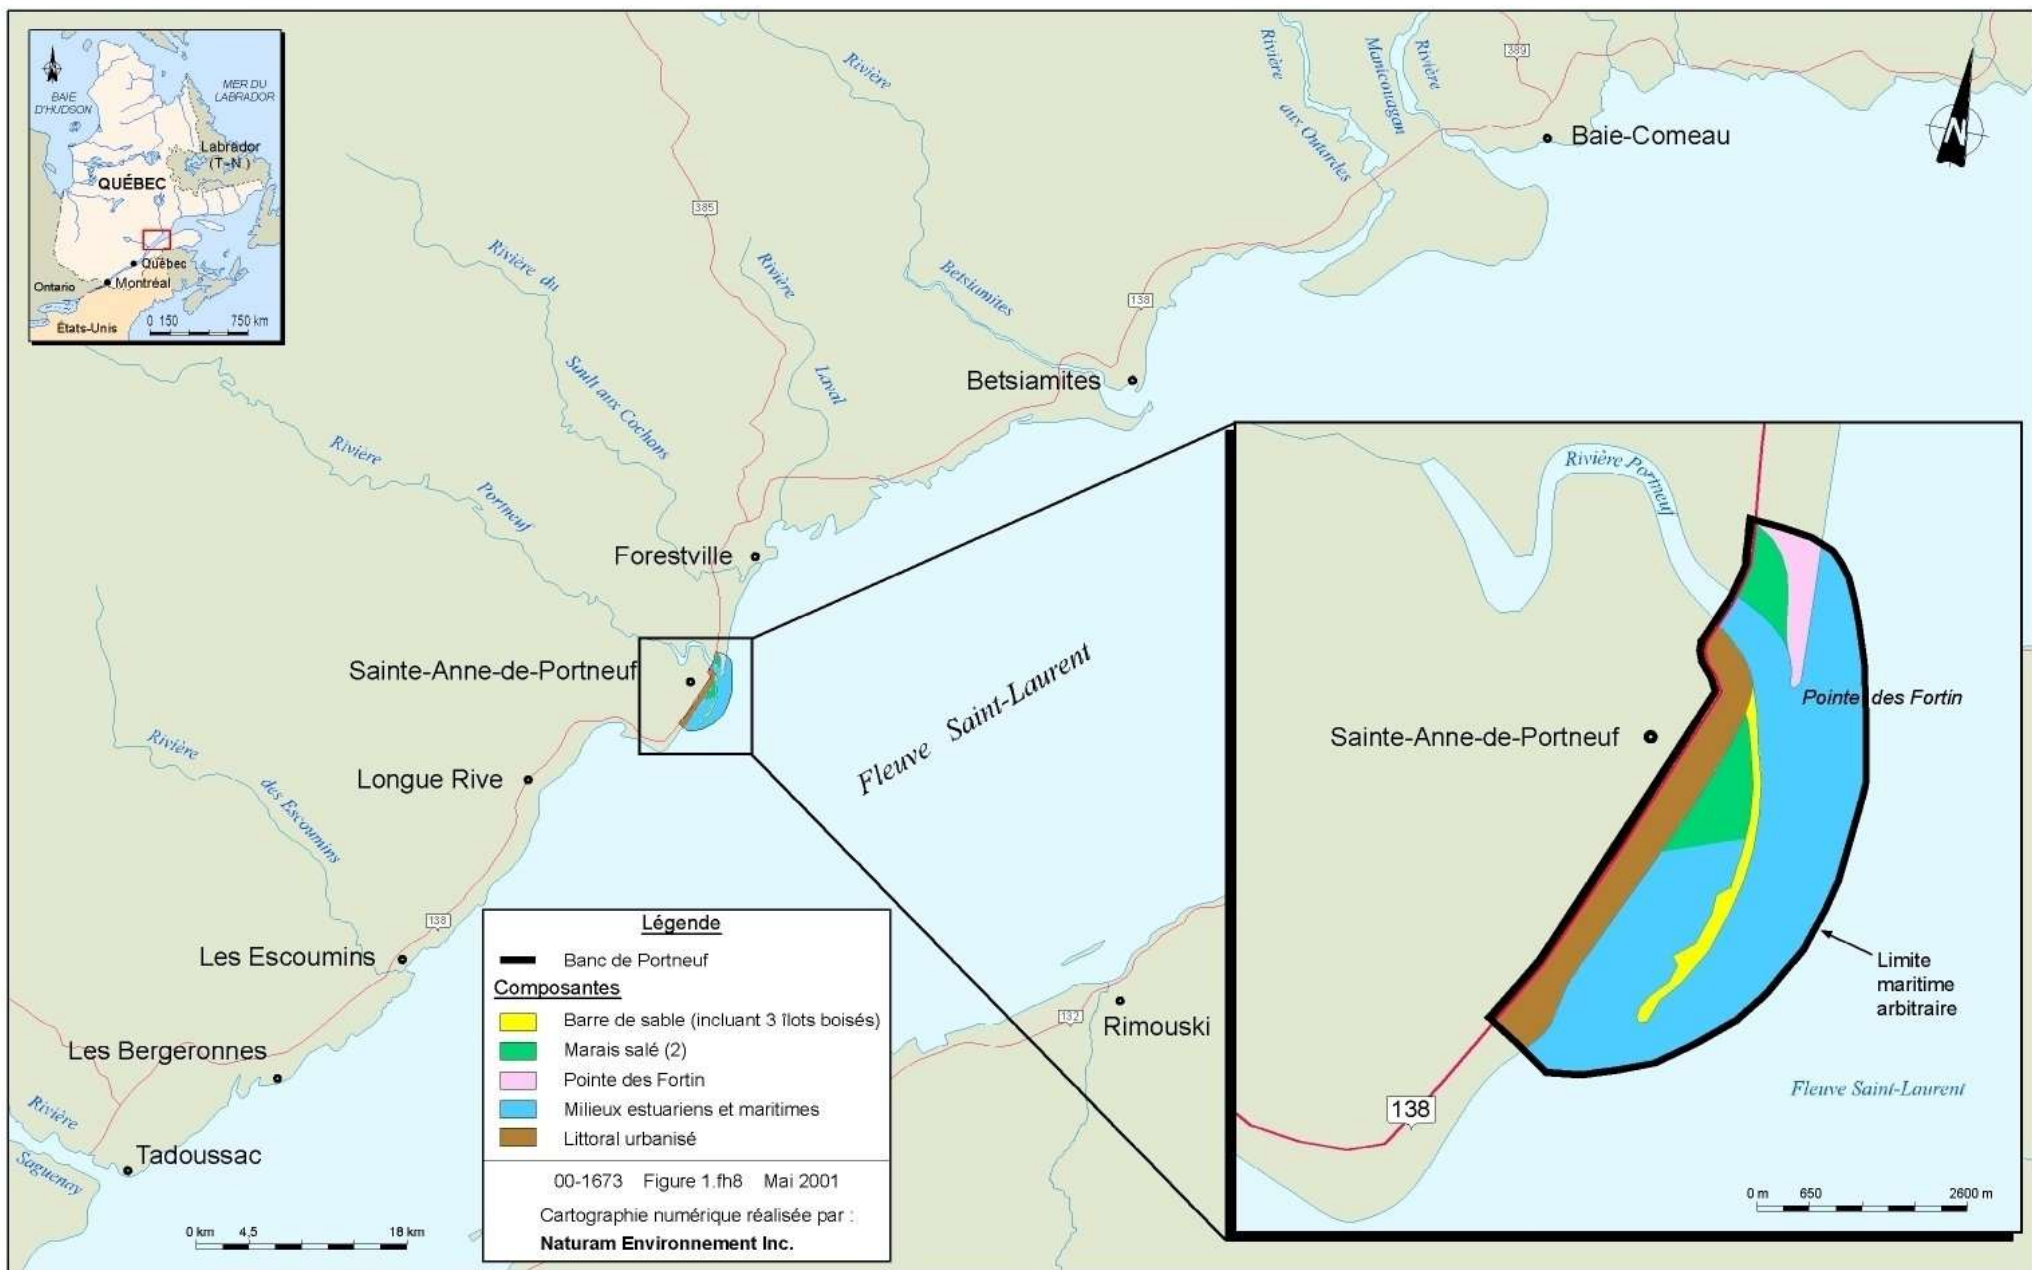 BAIE
D'HUDSON
MER DU
LABRADOR
Labrador
(T-N )
QUÉBEC
Québec
Montréal
Ontario
États-Unis
0 150 750 km
Rivière
Betsiamites
Rivière
aux Outardes
Rivière
Manicouagan
389
Baie-Comeau
N
385
Rivière du
Sault aux Cochons
Rivière
Laval
138
Betsiamites
Rivière
Portneuf
Forestville
Sainte-Anne-de-Portneuf
Fleuve Saint-Laurent
Rivière
des Escoumins
Longue Rive
138
Les Escoumins
Les Bergeronnes
Rivière
Saguenay
Tadoussac
0 km 4,5 18 km
132
Rimouski
Légende
Banc de Portneuf
Composantes
Barre de sable (incluant 3 îlots boisés)
Marais salé (2)
Pointe des Fortin
Milieux estuariens et maritimes
Littoral urbanisé
00-1673 Figure 1.fh8 Mai 2001
Cartographie numérique réalisée par :
Naturam Environnement Inc.
Rivière Portneuf
Pointe des Fortin
Sainte-Anne-de-Portneuf
Limite
maritime
arbitraire
Fleuve Saint-Laurent
138
0 m 650 2600 m